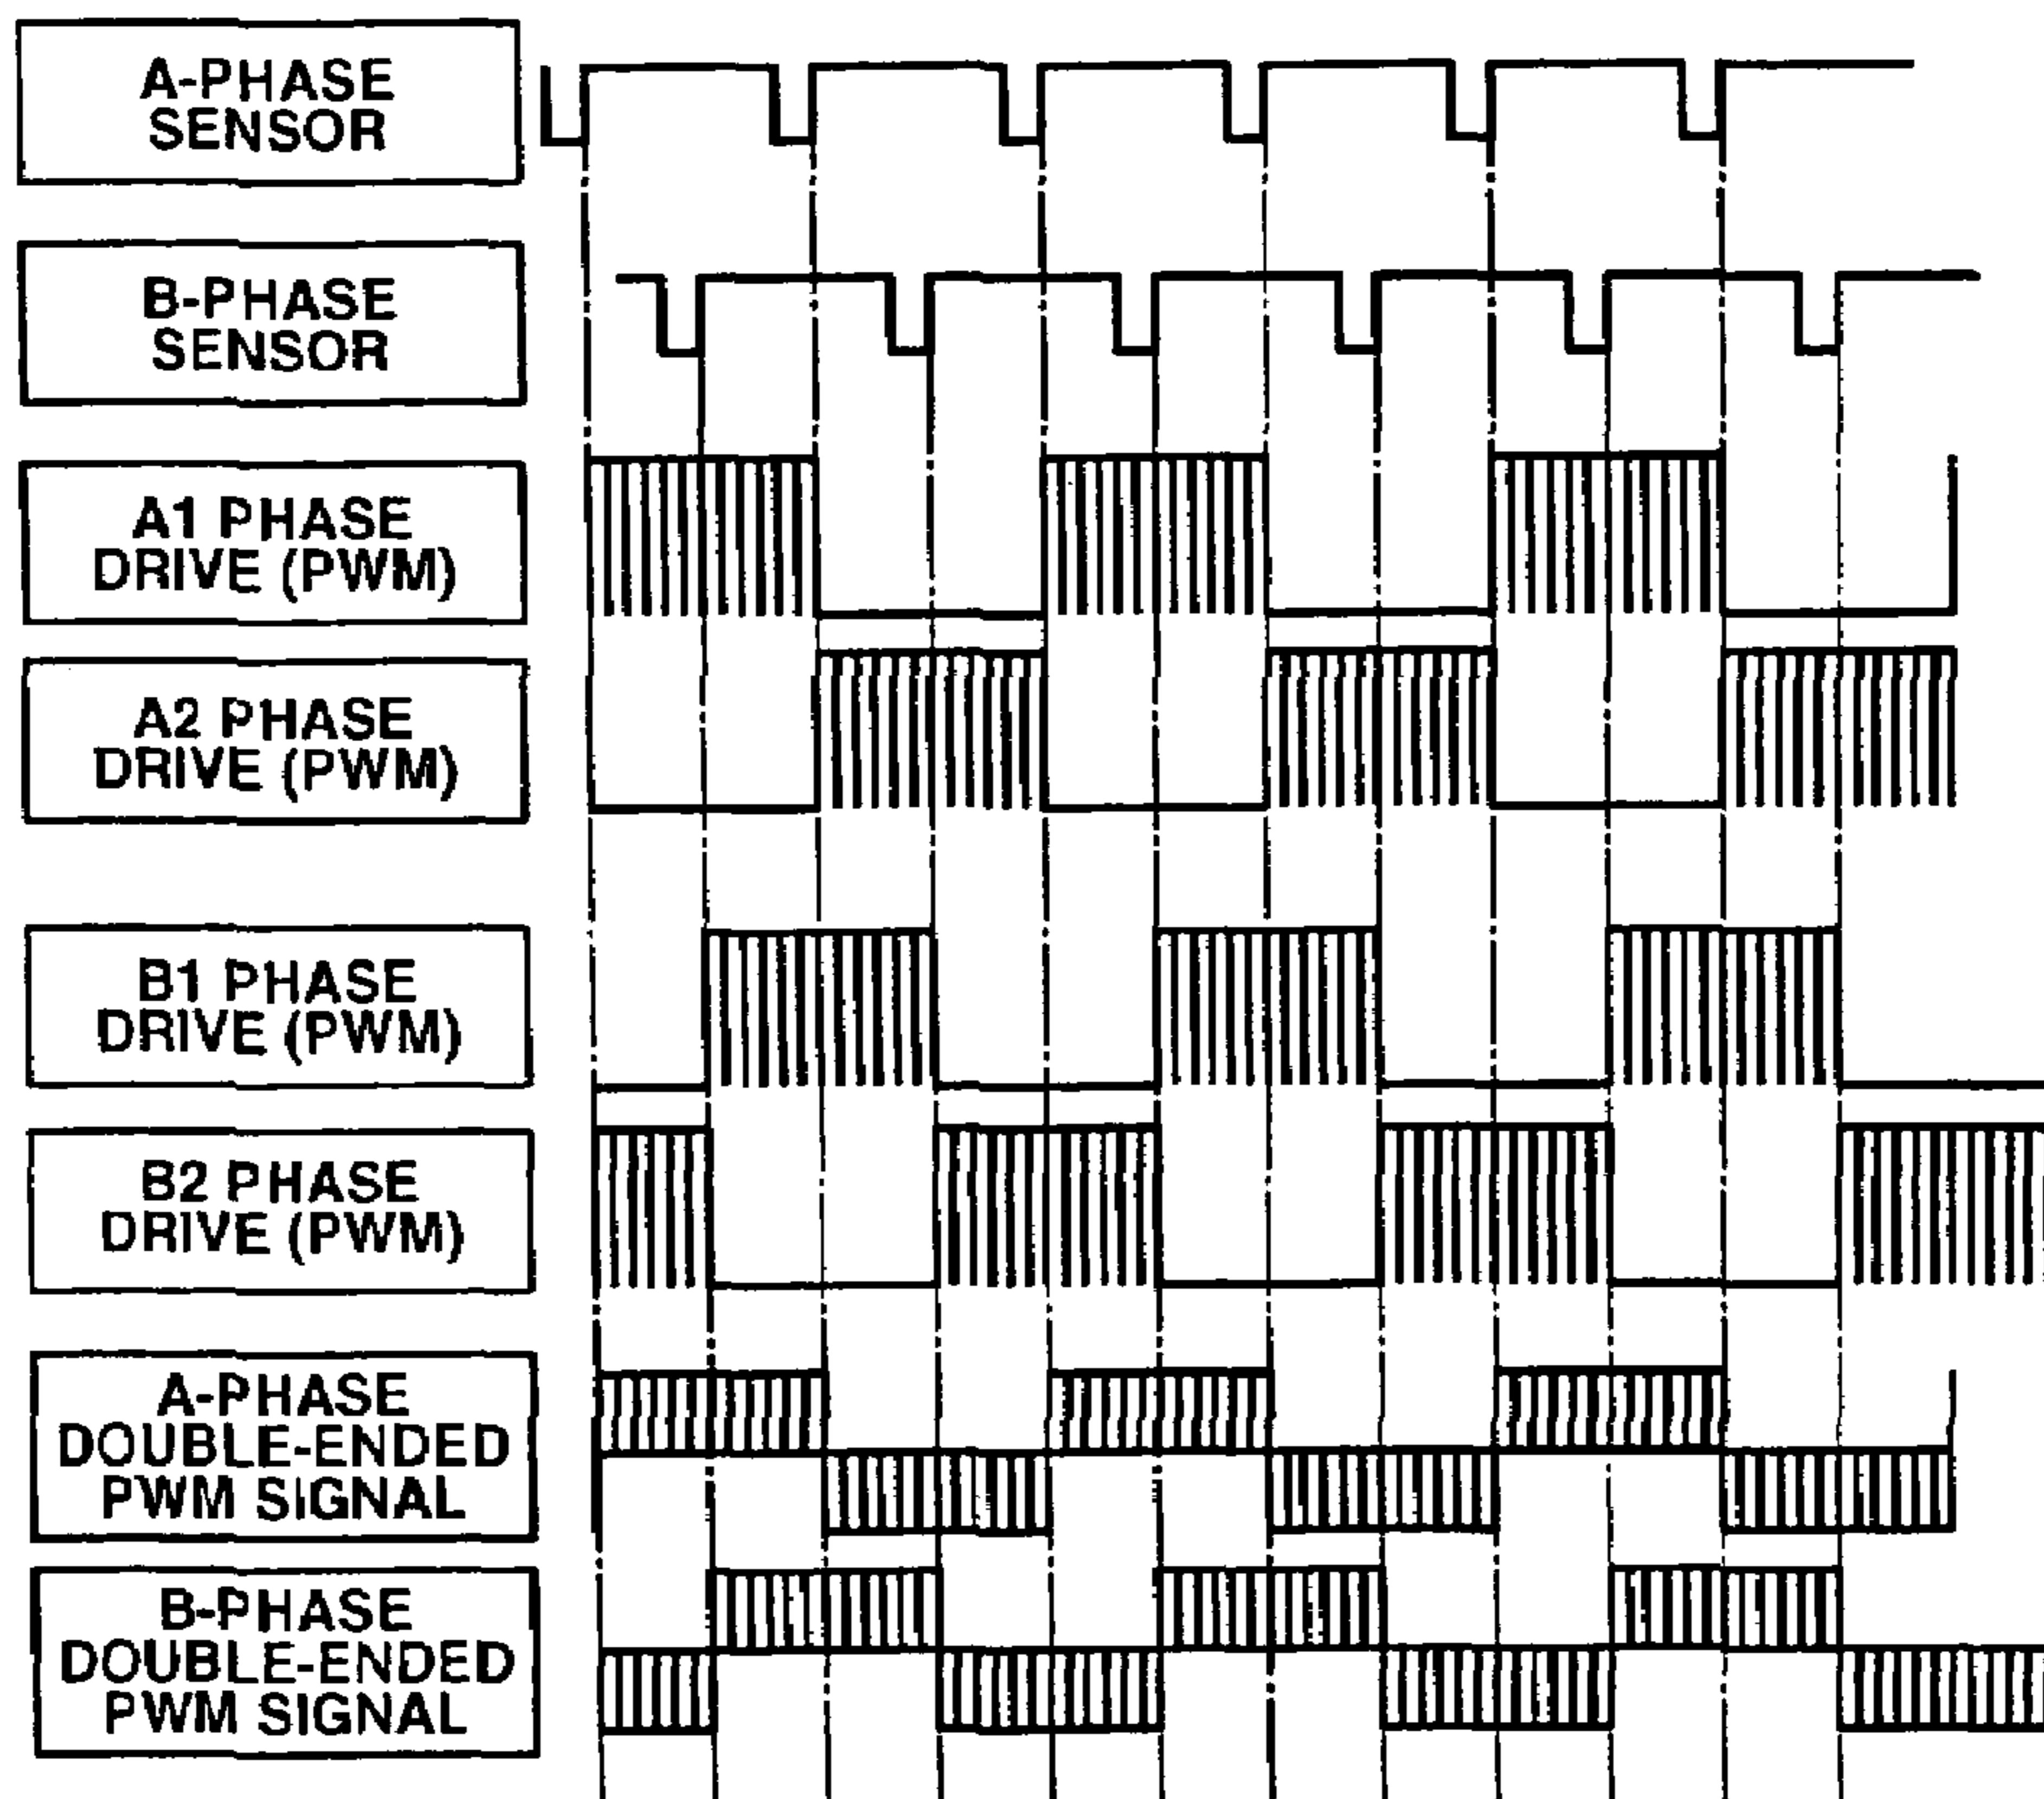 A-PHASE
SENSOR
B-PHASE
SENSOR
A1 PHASE
DRIVE (PWM)
A2 PHASE
DRIVE (PWM)
B1 PHASE
DRIVE (PWM)
B2 PHASE
DRIVE (PWM)
A-PHASE
DOUBLE-ENDED
PWM SIGNAL
B-PHASE
DOUBLE-ENDED
PWM SIGNAL